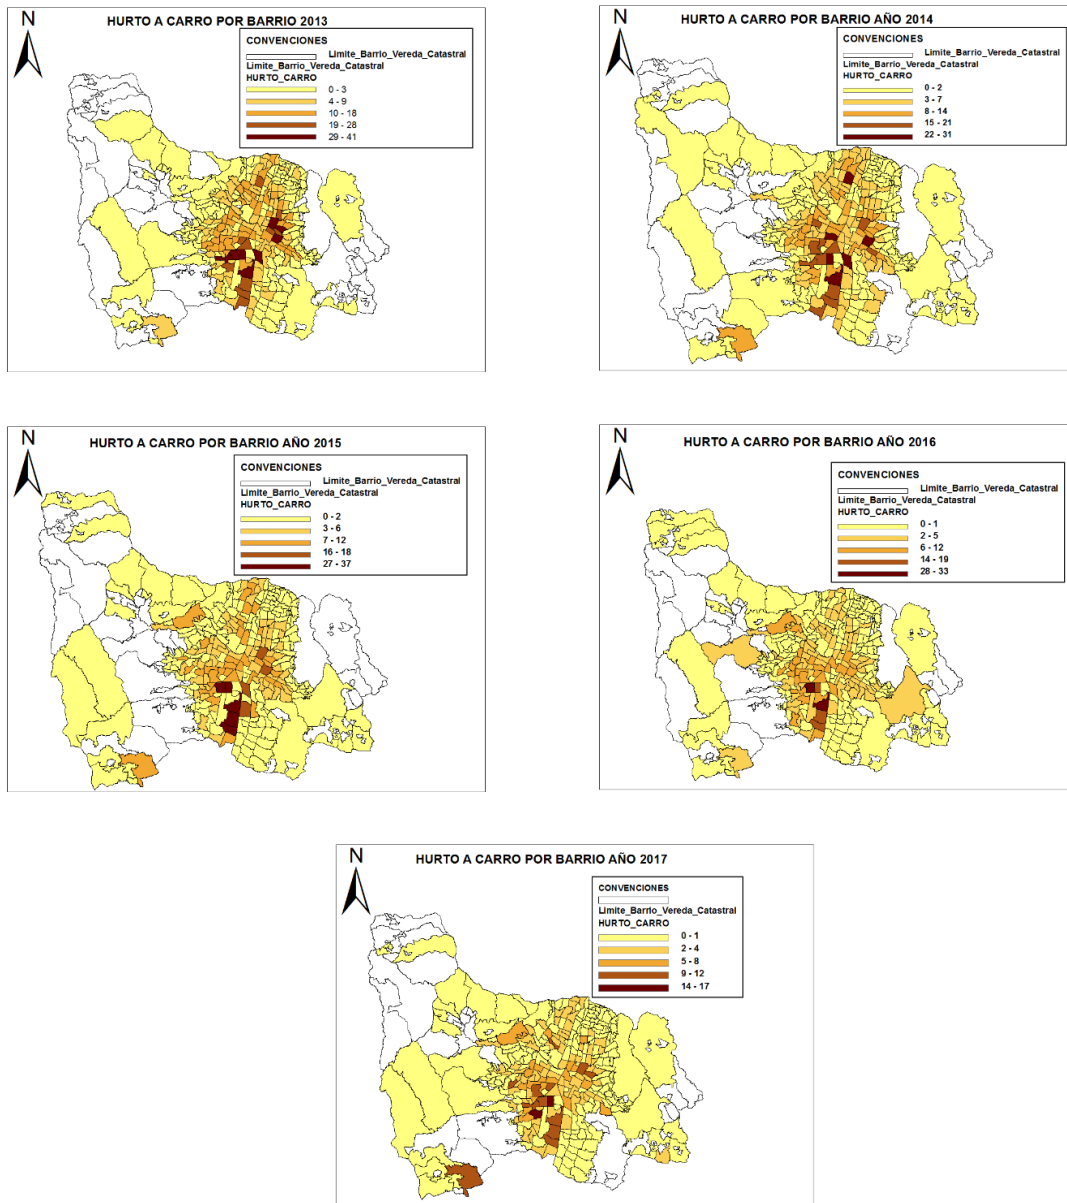 HURTO A CARRO POR BARRIO 2013
N
CONVENCIONES
Limite_Barrio_Vereda_Catastral
Limite_Barrio_Vereda_Catastral
HURTO_CARRO
0 - 3
4 - 9
10 - 18
19 - 28
29 - 41
HURTO A CARRO POR BARRIO AÑO 2014
N
CONVENCIONES
Limite_Barrio_Vereda_Catastral
Limite_Barrio_Vereda_Catastral
HURTO_CARRO
0 - 2
3 - 7
8 - 14
15 - 21
22 - 31
HURTO A CARRO POR BARRIO AÑO 2015
N
CONVENCIONES
Limite_Barrio_Vereda_Catastral
Limite_Barrio_Vereda_Catastral
HURTO_CARRO
0 - 2
3 - 6
7 - 12
16 - 18
27 - 37
HURTO A CARRO POR BARRIO AÑO 2016
N
CONVENCIONES
Limite_Barrio_Vereda_Catastral
Limite_Barrio_Vereda_Catastral
HURTO_CARRO
0 - 1
2 - 5
6 - 12
14 - 19
28 - 33
HURTO A CARRO POR BARRIO AÑO 2017
N
CONVENCIONES
Limite_Barrio_Vereda_Catastral
HURTO_CARRO
0 - 1
2 - 4
5 - 8
9 - 12
14 - 17